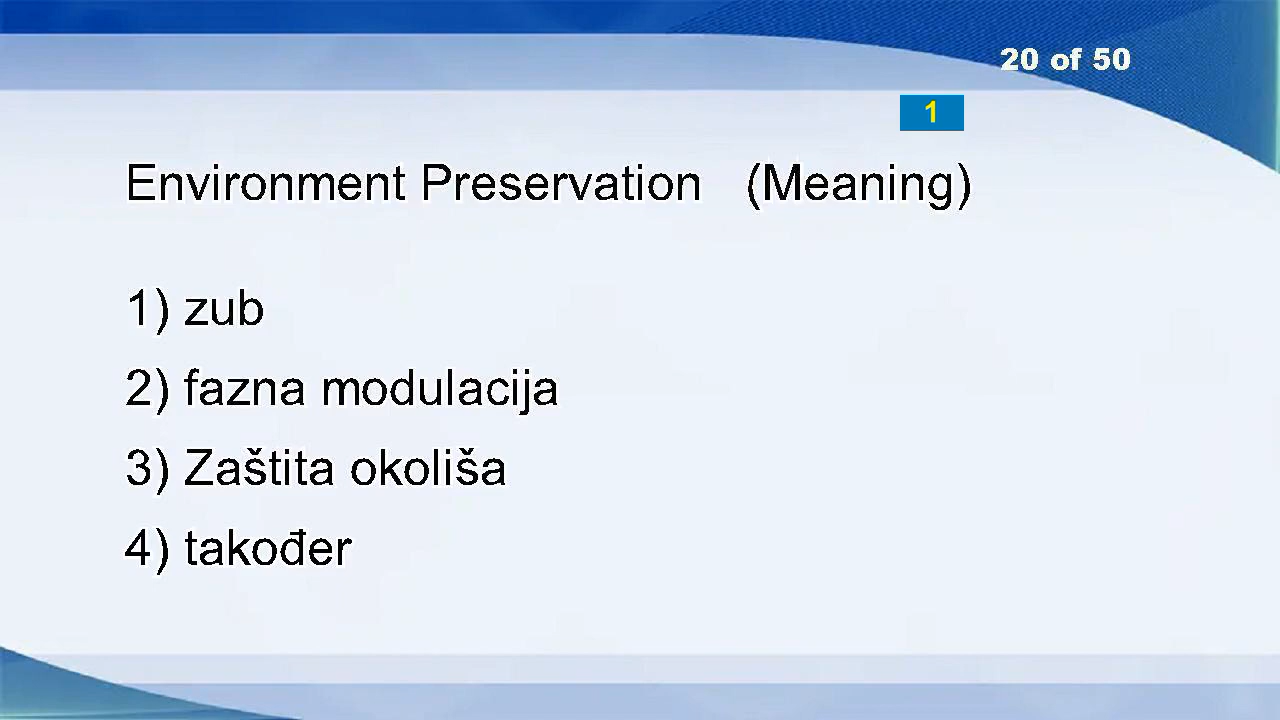 20 of 50
1
Environment Preservation (Meaning)
1) zub
2) fazna modulacija
3) Zaštita okoliša
4) također